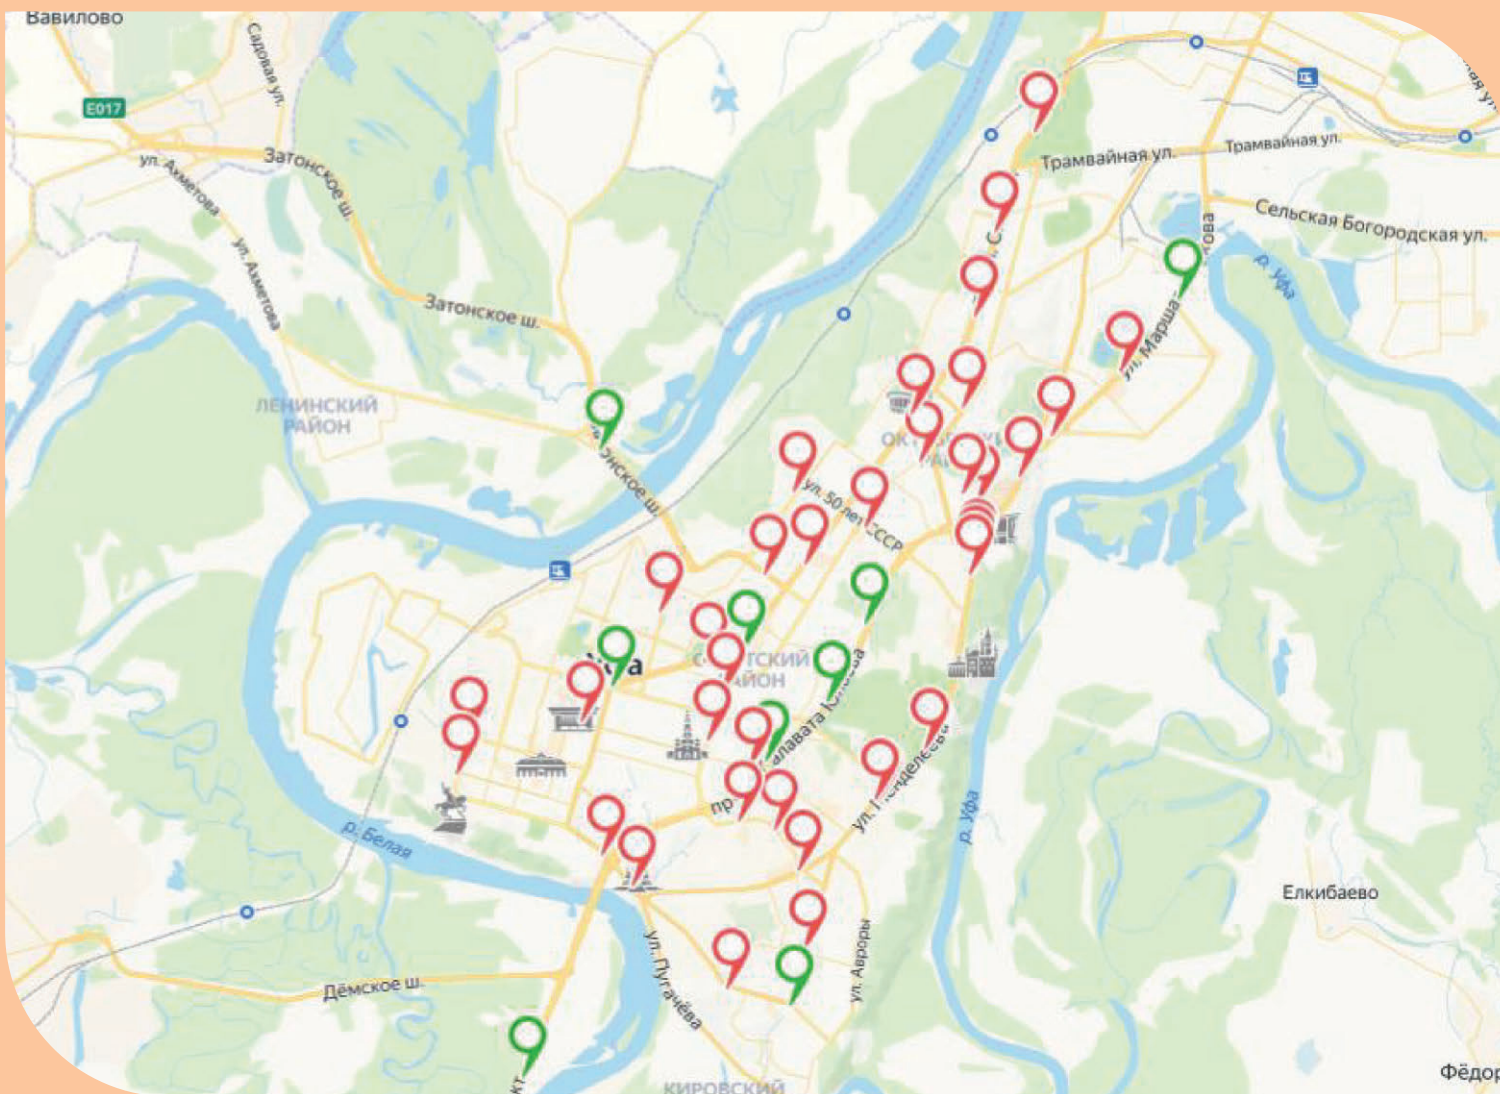 Вавилово
Садовая ул.
E017
ул. Ахметова
Затонское ш.
Трамвайная ул.
Трамвайная ул.
Сельская Богородская ул.
р. Уфа
ул. Ахметова
Затонское ш.
ул. Марша
ЛЕНИНСКИЙ
РАЙОН
ул. 50 лет СССР
р. Белая
р. Уфа
Елкибаево
ул. Пугачёва
ул. Авроры
Дёмское ш.
Фёдор
КИРОВСКИЙ